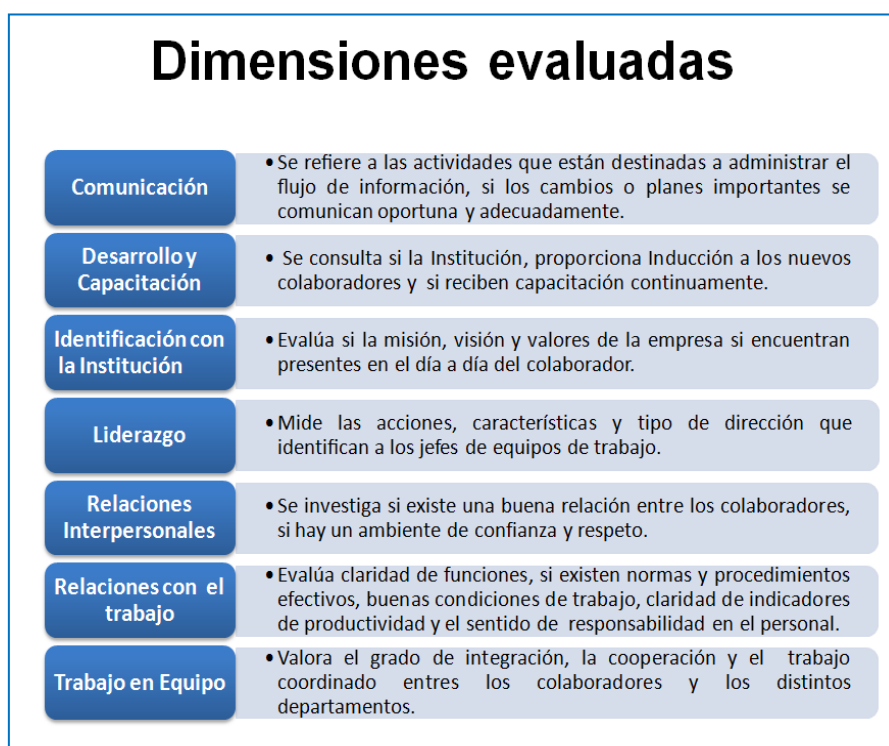 Dimensiones evaluadas
Comunicación
• Se refiere a las actividades que están destinadas a administrar el
flujo de información, si los cambios o planes importantes se
comunican oportuna y adecuadamente.
Desarrollo y
Capacitación
• Se consulta si la Institución, proporciona Inducción a los nuevos
colaboradores y si reciben capacitación continuamente.
Identificación con
la Institución
• Evalúa si la misión, visión y valores de la empresa si encuentran
presentes en el día a día del colaborador.
Liderazgo
• Mide las acciones, características y tipo de dirección que
identifican a los jefes de equipos de trabajo.
Relaciones
Interpersonales
• Se investiga si existe una buena relación entre los colaboradores,
si hay un ambiente de confianza y respeto.
Relaciones con el
trabajo
• Evalúa claridad de funciones, si existen normas y procedimientos
efectivos, buenas condiciones de trabajo, claridad de indicadores
de productividad y el sentido de responsabilidad en el personal.
Trabajo en Equipo
• Valora el grado de integración, la cooperación y el trabajo
coordinado entres los colaboradores y los distintos
departamentos.